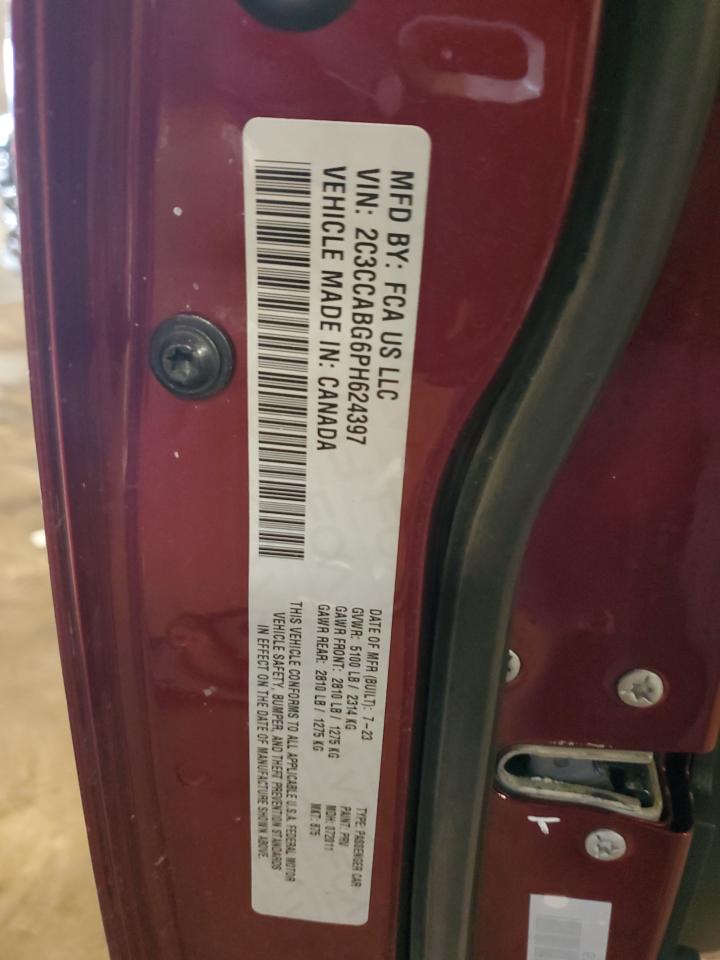 MFD BY: FCA US LLC
VIN: 2C3CCABG6PH624397
VEHICLE MADE IN: CANADA
DATE OF MFR (BUILT): 7-23
GVWR: 5100 LB / 2314 KG
GAWR FRONT: 2810 LB / 1275 KG
GAWR REAR: 2810 LB / 1275 KG
THIS VEHICLE CONFORMS TO ALL APPLICABLE U.S.A. FEDERAL MOTOR
VEHICLE SAFETY, BUMPER, AND THEFT PREVENTION STANDARDS
IN EFFECT ON THE DATE OF MANUFACTURE SHOWN ABOVE.
TYPE: PASSENGER CAR
PAINT: PRV
MDH: 072911
MKT: B75